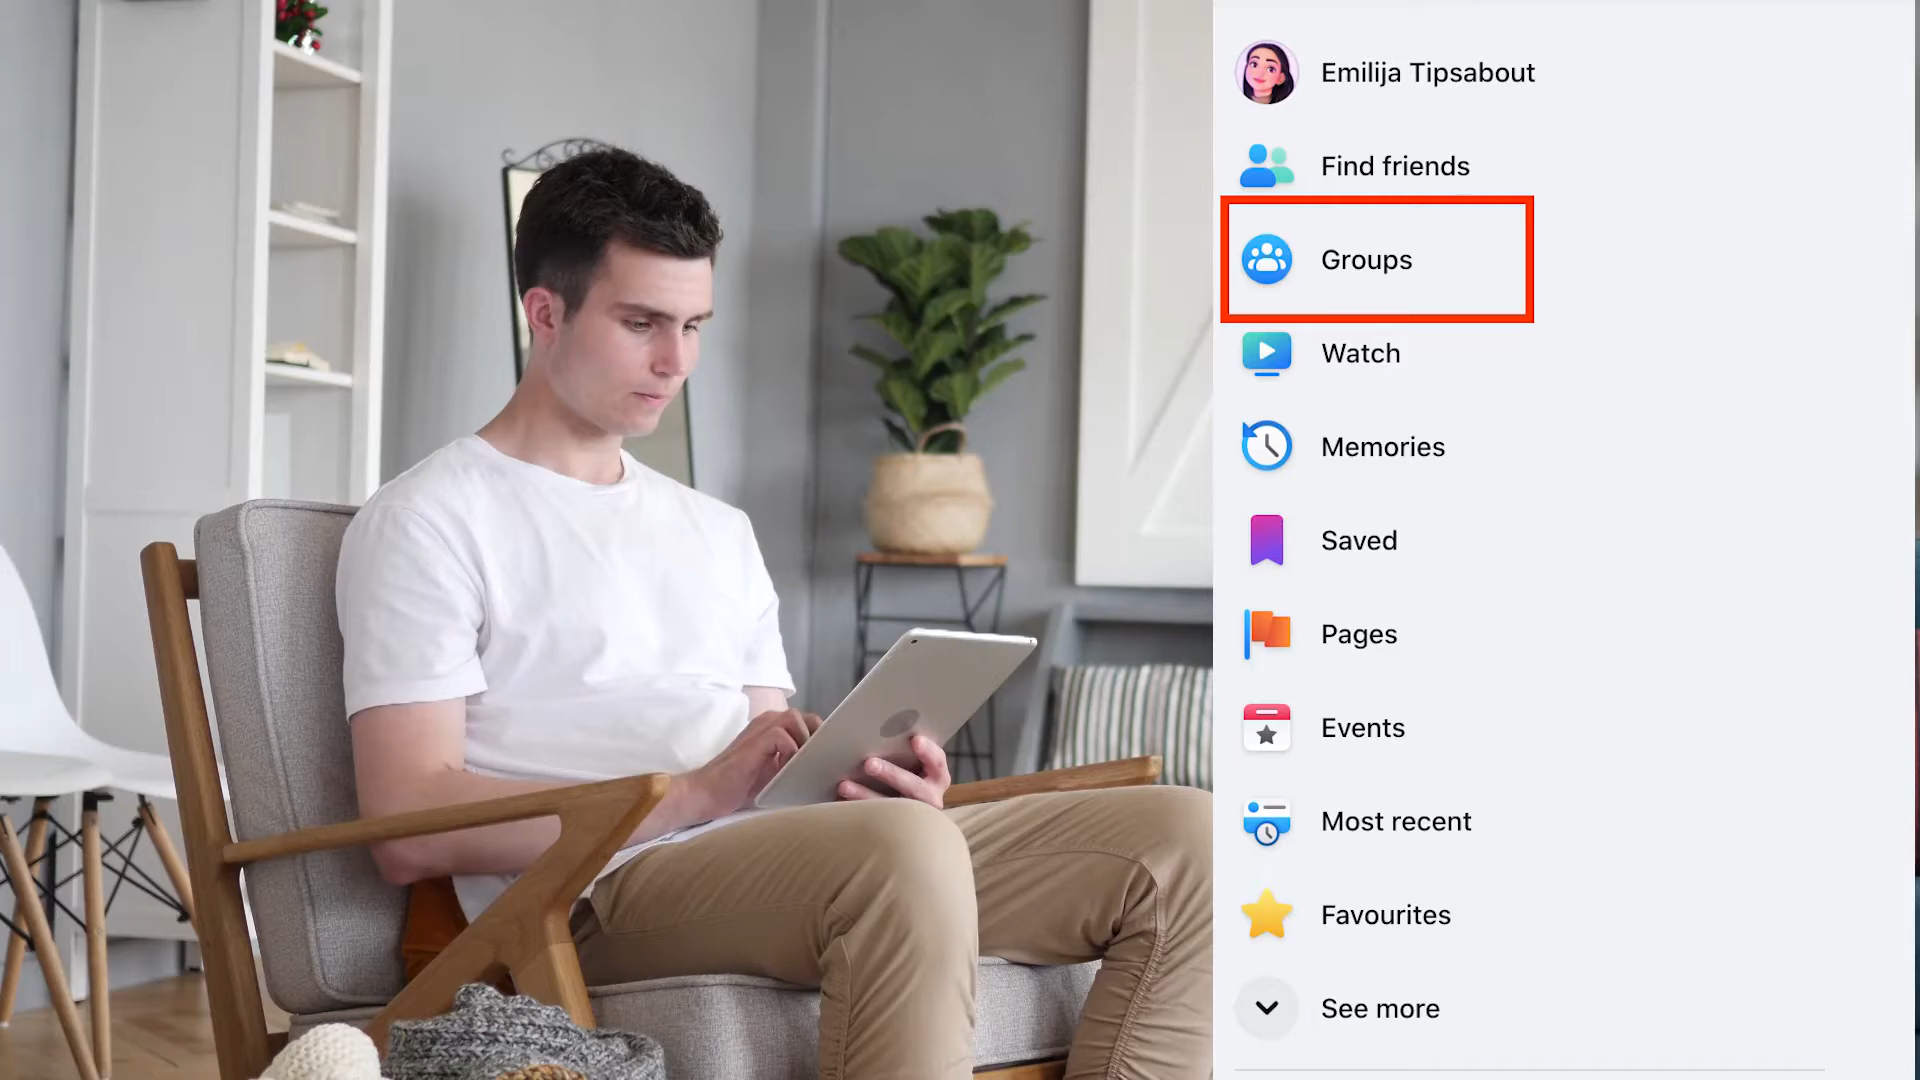 Emilija Tipsabout
Find friends
Groups
Watch
Memories
Saved
Pages
Events
Most recent
Favourites
See more